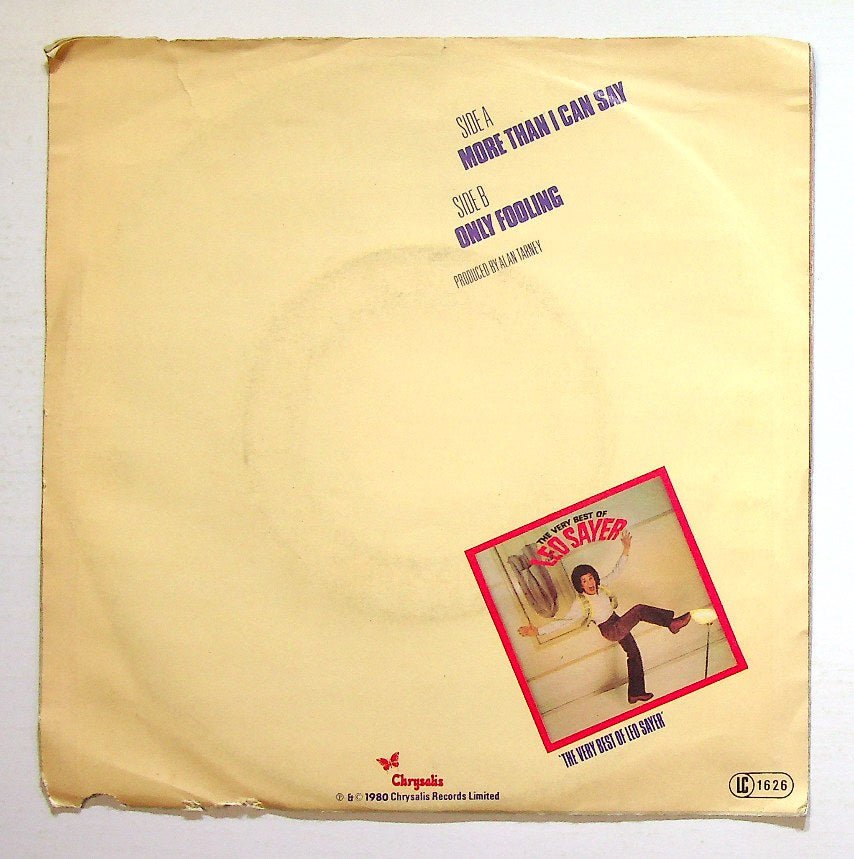 SIDE A
MORE THAN I CAN SAY
SIDE B
ONLY FOOLING
PRODUCED BY ALAN TARNEY
THE VERY BEST OF
LEO SAYER
'THE VERY BEST OF LEO SAYER'
Chrysalis
℗ & © 1980 Chrysalis Records Limited
LC 1626